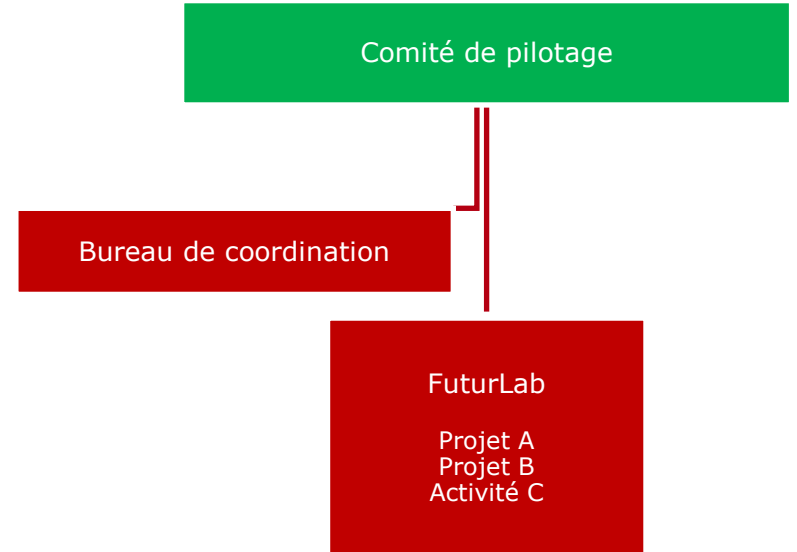 Comité de pilotage
Bureau de coordination
FuturLab
Projet A
Projet B
Activité C